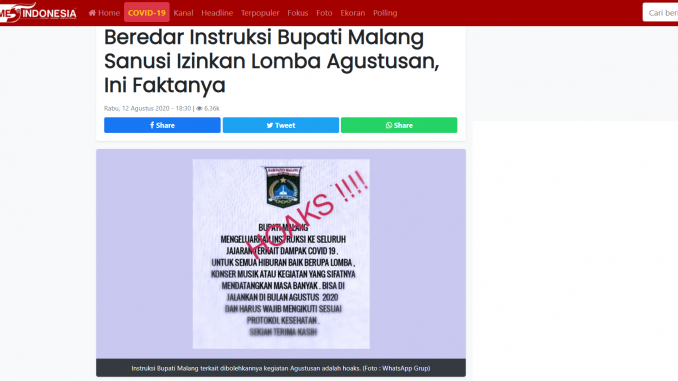 MES INDONESIA
Home COVID-19 Kanal Headline Terpopuler Fokus Foto Ekoran Polling
Cari beri
Beredar Instruksi Bupati Malang
Sanusi Izinkan Lomba Agustusan,
Ini Faktanya
Rabu, 12 Agustus 2020 - 18:30 | 6.36k
Share
Tweet
Share
HOAKS !!!!
BUPATI MALANG
MENGELUARKAN INSTRUKSI KE SELURUH
JAJARAN TERKAIT DAMPAK COVID 19 .
UNTUK SEMUA HIBURAN BAIK BERUPA LOMBA ,
KONSER MUSIK ATAU KEGIATAN YANG SIFATNYA
MENDATANGKAN MASA BANYAK . BISA DI
JALANKAN DI BULAN AGUSTUS 2020
DAN HARUS WAJIB MENGIKUTI SESUAI
PROTOKOL KESEHATAN .
SEKIAN TERIMA KASIH
Instruksi Bupati Malang terkait dibolehkannya kegiatan Agustusan adalah hoaks. (Foto : WhatsApp Grup)